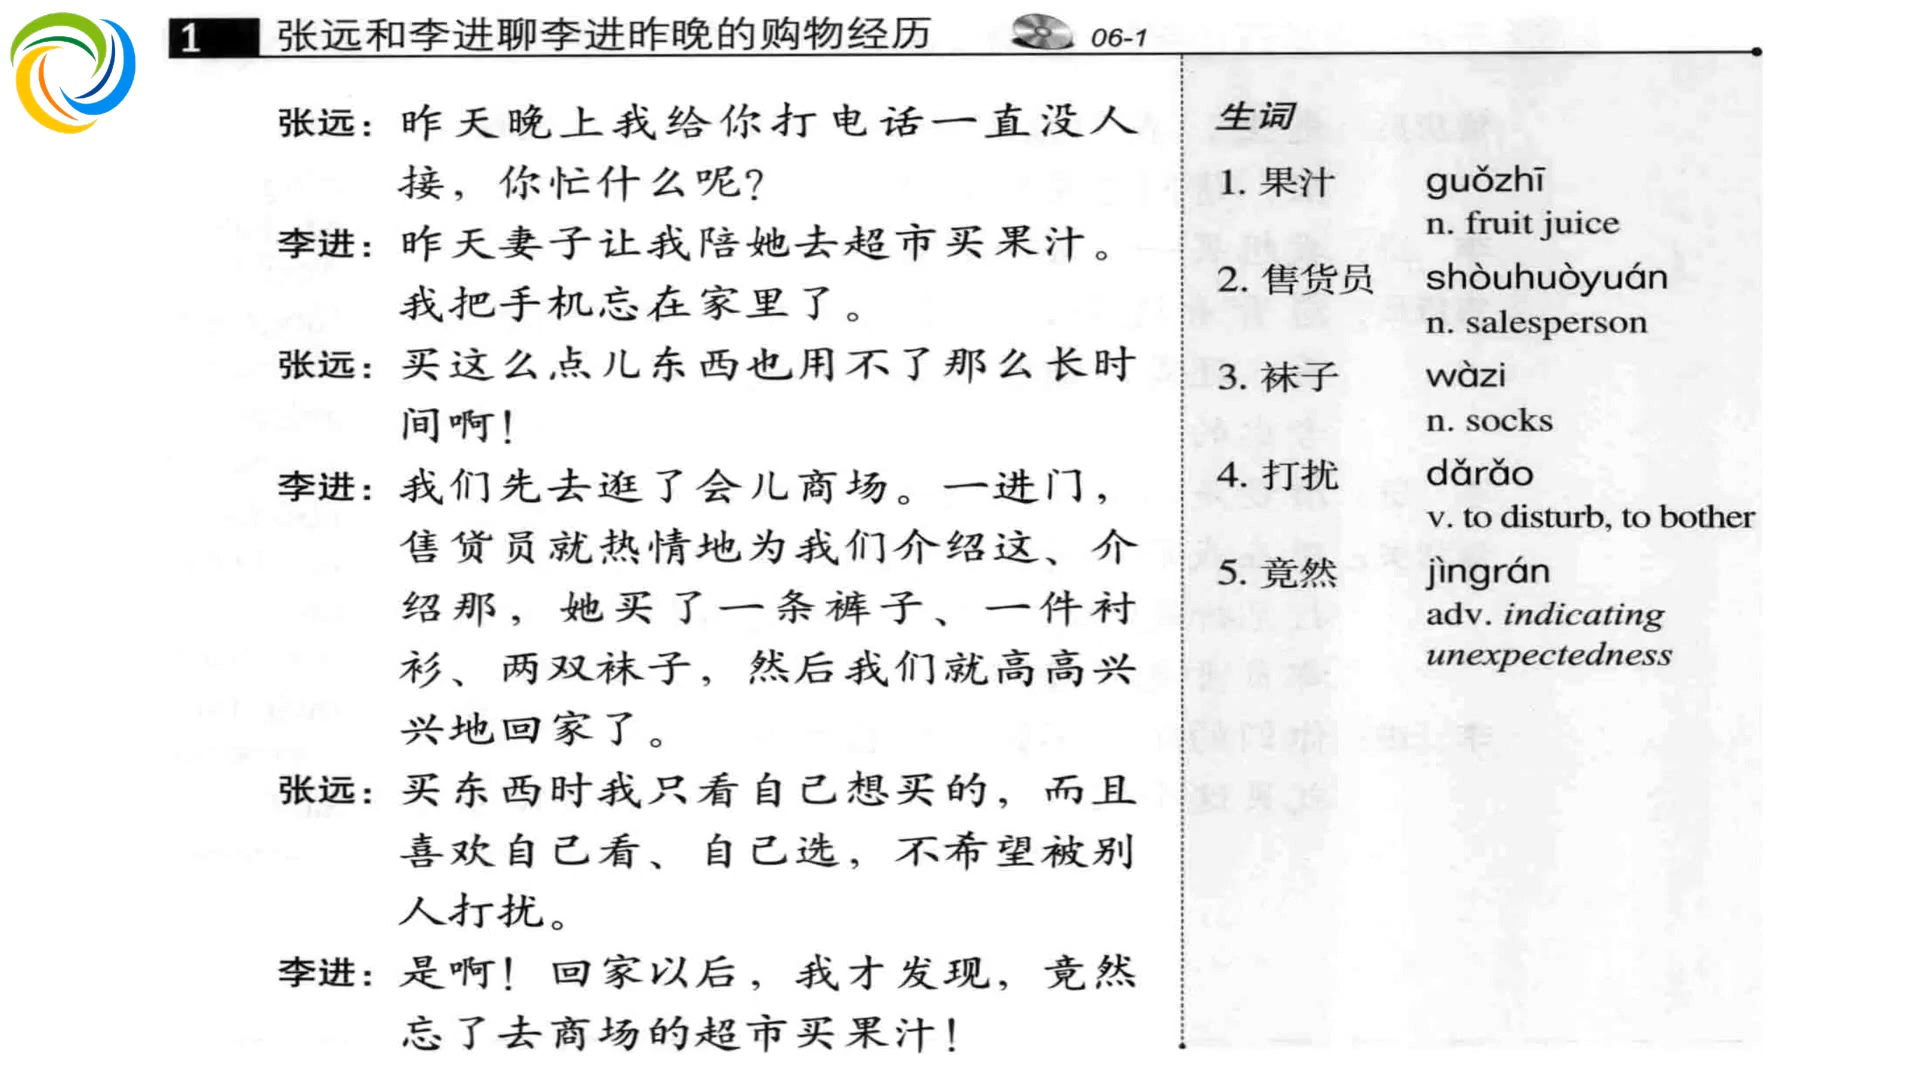 1 张远和李进聊李进昨晚的购物经历 06-1
张远：昨天晚上我给你打电话一直没人
接，你忙什么呢？
李进：昨天妻子让我陪她去超市买果汁。
我把手机忘在家里了。
张远：买这么点儿东西也用不了那么长时
间啊！
李进：我们先去逛了会儿商场。一进门，
售货员就热情地为我们介绍这、介
绍那，她买了一条裤子、一件衬
衫、两双袜子，然后我们就高高兴
兴地回家了。
张远：买东西时我只看自己想买的，而且
喜欢自己看、自己选，不希望被别
人打扰。
李进：是啊！回家以后，我才发现，竟然
忘了去商场的超市买果汁！
生词
1. 果汁 guǒzhī
n. fruit juice
2. 售货员 shòuhuòyuán
n. salesperson
3. 袜子 wàzi
n. socks
4. 打扰 dǎrǎo
v. to disturb, to bother
5. 竟然 jìngrán
adv. indicating
unexpectedness